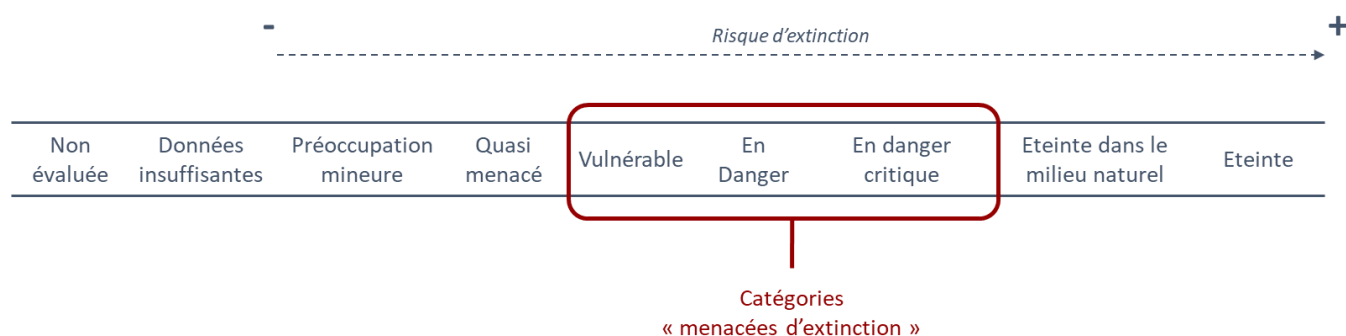 -
+
Risque d'extinction
Non
évaluée
Données
insuffisantes
Préoccupation
mineure
Quasi
menacé
Vulnérable
En
Danger
En danger
critique
Eteinte dans le
milieu naturel
Eteinte
Catégories
« menacées d'extinction »